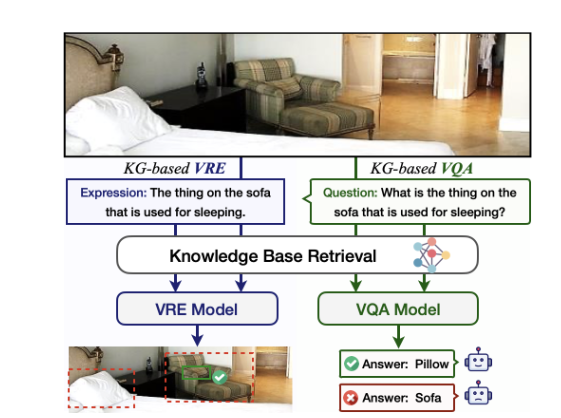 KG-based VRE
KG-based VQA
Expression: The thing on the sofa
that is used for sleeping.
Question: What is the thing on the
sofa that is used for sleeping?
Knowledge Base Retrieval
VRE Model
VQA Model
Answer: Pillow
Answer: Sofa